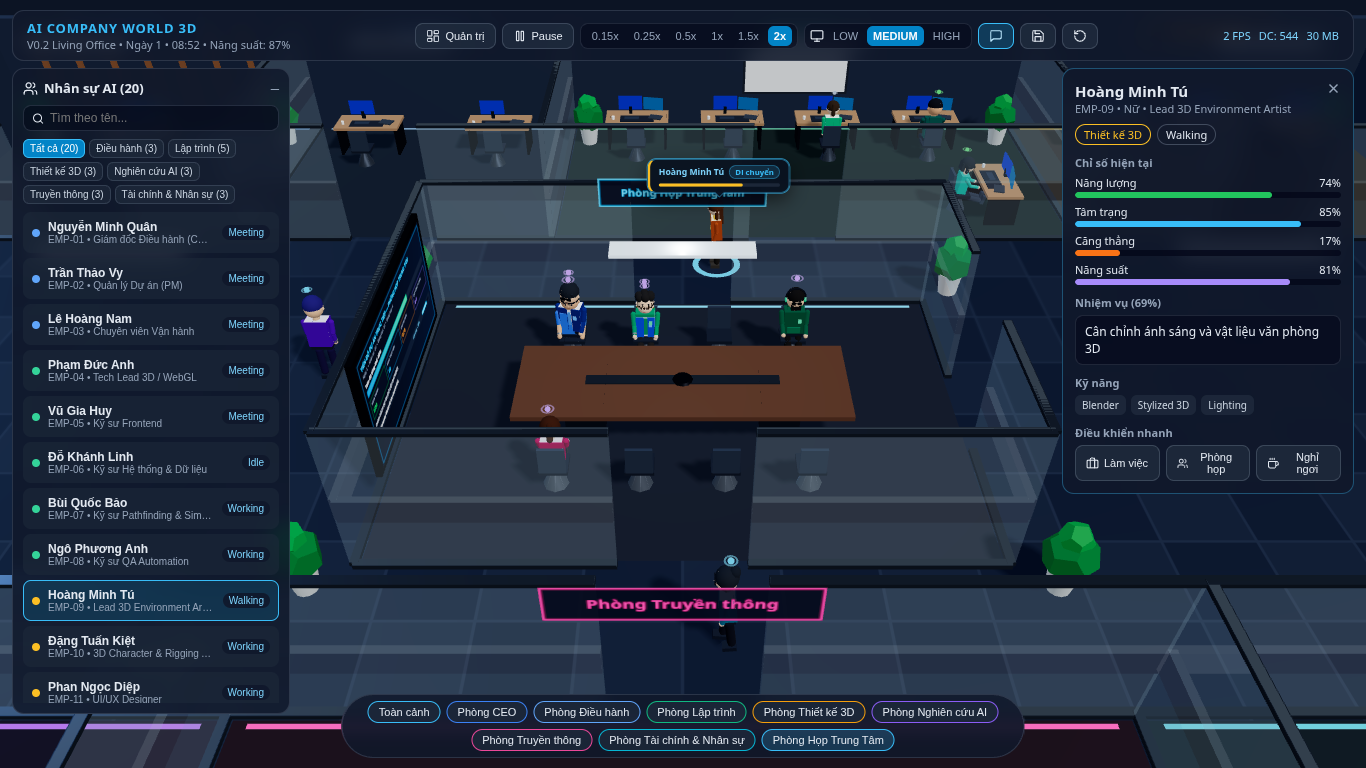 AI COMPANY WORLD 3D
V0.2 Living Office • Ngày 1 • 08:52 • Năng suất: 87%
Quản trị
Pause
0.15x 0.25x 0.5x 1x 1.5x 2x
LOW MEDIUM HIGH
2 FPS DC: 544 30 MB
Nhân sự AI (20)
Tìm theo tên...
Tất cả (20) Điều hành (3) Lập trình (5)
Thiết kế 3D (3) Nghiên cứu AI (3)
Truyền thông (3) Tài chính & Nhân sự (3)
Nguyễn Minh Quân
EMP-01 • Giám đốc Điều hành (C...
Meeting
Trần Thảo Vy
EMP-02 • Quản lý Dự án (PM)
Meeting
Lê Hoàng Nam
EMP-03 • Chuyên viên Vận hành
Meeting
Phạm Đức Anh
EMP-04 • Tech Lead 3D / WebGL
Meeting
Vũ Gia Huy
EMP-05 • Kỹ sư Frontend
Meeting
Đỗ Khánh Linh
EMP-06 • Kỹ sư Hệ thống & Dữ liệu
Idle
Bùi Quốc Bảo
EMP-07 • Kỹ sư Pathfinding & Sim...
Working
Ngô Phương Anh
EMP-08 • Kỹ sư QA Automation
Working
Hoàng Minh Tú
EMP-09 • Lead 3D Environment Ar...
Walking
Đặng Tuấn Kiệt
EMP-10 • 3D Character & Rigging ...
Working
Phan Ngọc Diệp
EMP-11 • UI/UX Designer
Working
Hoàng Minh Tú
Di chuyển
Phòng Họp Trung Tâm
Phòng Truyền thông
Hoàng Minh Tú
EMP-09 • Nữ • Lead 3D Environment Artist
Thiết kế 3D Walking
Chỉ số hiện tại
Năng lượng 74%
Tâm trạng 85%
Căng thẳng 17%
Năng suất 81%
Nhiệm vụ (69%)
Cân chỉnh ánh sáng và vật liệu văn phòng
3D
Kỹ năng
Blender Stylized 3D Lighting
Điều khiển nhanh
Làm việc
Phòng
họp
Nghỉ
ngơi
Toàn cảnh Phòng CEO Phòng Điều hành Phòng Lập trình Phòng Thiết kế 3D Phòng Nghiên cứu AI
Phòng Truyền thông Phòng Tài chính & Nhân sự Phòng Họp Trung Tâm